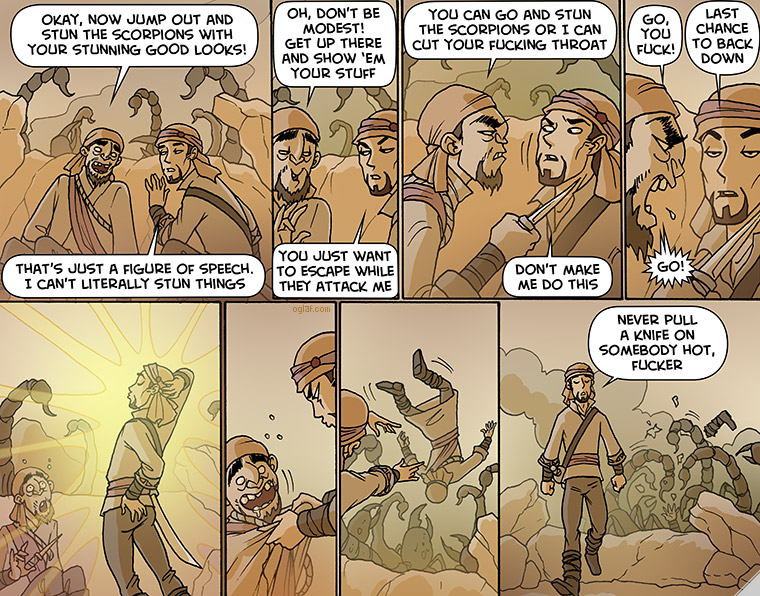 OKAY, NOW JUMP OUT AND
STUN THE SCORPIONS WITH
YOUR STUNNING GOOD LOOKS!
THAT'S JUST A FIGURE OF SPEECH.
I CAN'T LITERALLY STUN THINGS
OH, DON'T BE
MODEST!
GET UP THERE
AND SHOW 'EM
YOUR STUFF
YOU JUST WANT
TO ESCAPE WHILE
THEY ATTACK ME
YOU CAN GO AND STUN
THE SCORPIONS OR I CAN
CUT YOUR FUCKING THROAT
DON'T MAKE
ME DO THIS
GO,
YOU
FUCK!
LAST
CHANCE
TO BACK
DOWN
GO!
oglaf.com
NEVER PULL
A KNIFE ON
SOMEBODY HOT,
FUCKER